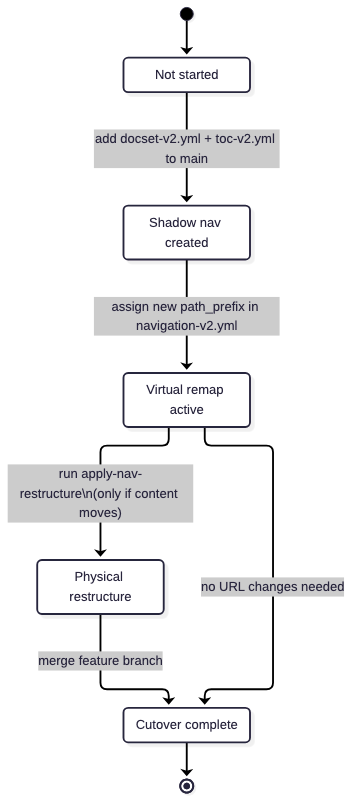 Not started
add docset-v2.yml + toc-v2.yml
to main
Shadow nav
created
assign new path_prefix in
navigation-v2.yml
Virtual remap
active
run apply-nav-
restructure\n(only if content
moves)
no URL changes needed
Physical
restructure
merge feature branch
Cutover complete